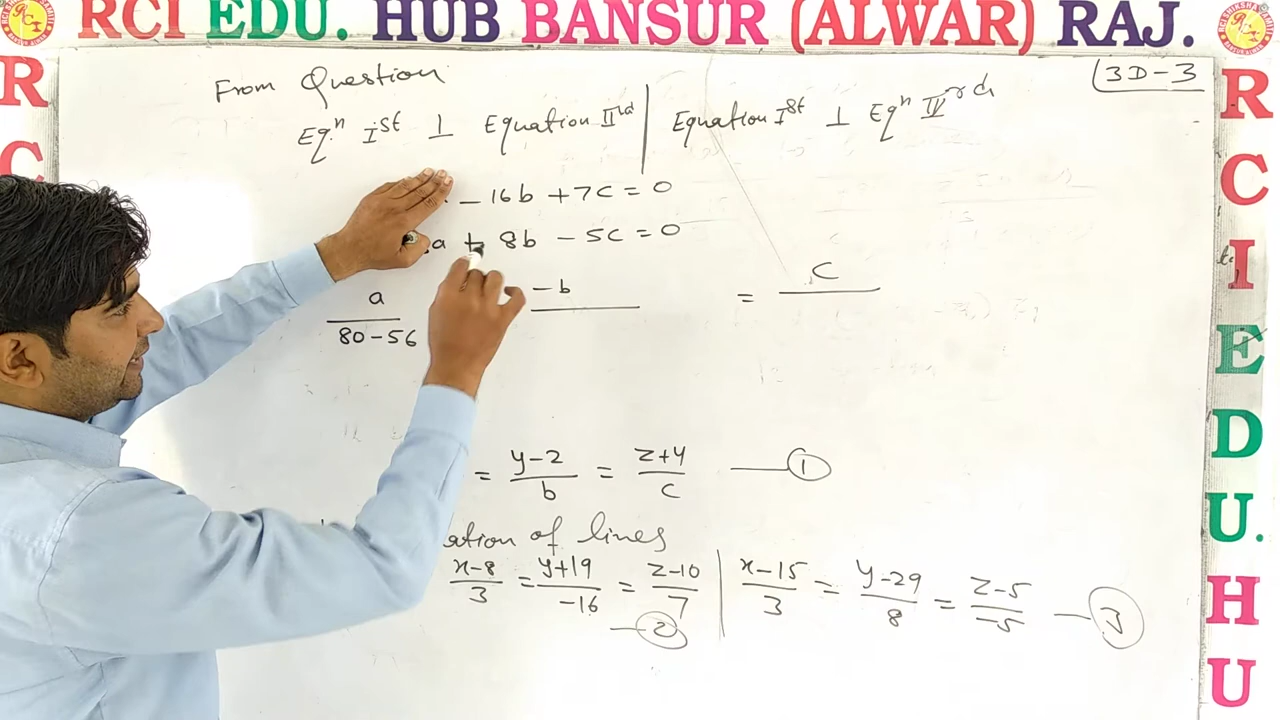 RCI EDU. HUB BANSUR (ALWAR) RAJ.
3D-3
From Question
Eq.n Ist ⊥ Equation IInd | Equation Ist ⊥ Eqn IVrd
- 16b + 7c = 0
a + 8b - 5c = 0
a / 80-56 -b / = c /
= y-2 / b = z+4 / c — ①
ation of lines
x-8 / 3 = y+19 / -16 = z-10 / 7 — ② | x-15 / 3 = y-29 / 8 = z-5 / -5 — ③
R
C
R
C
I
E
D
U.
H
U